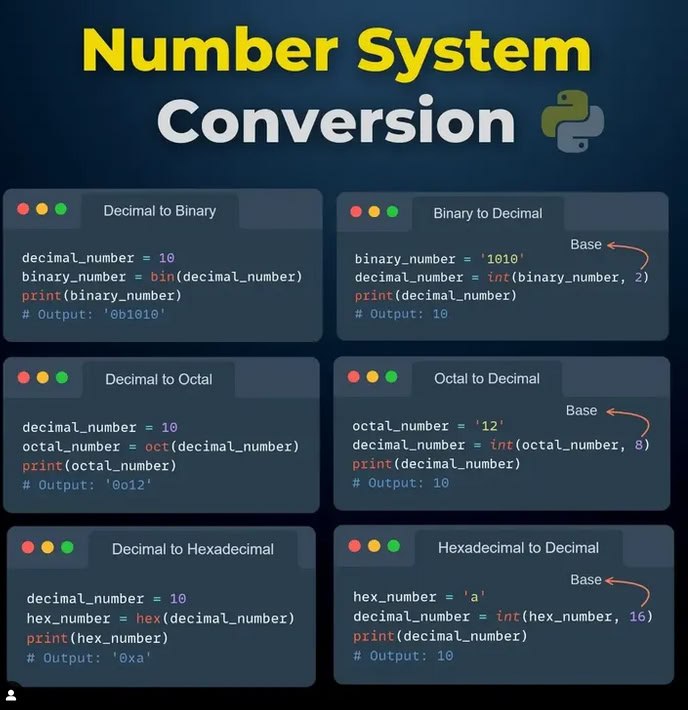 Number System
Conversion
Decimal to Binary
decimal_number = 10
binary_number = bin(decimal_number)
print(binary_number)
# Output: '0b1010'
Binary to Decimal
Base
binary_number = '1010'
decimal_number = int(binary_number, 2)
print(decimal_number)
# Output: 10
Decimal to Octal
decimal_number = 10
octal_number = oct(decimal_number)
print(octal_number)
# Output: '0o12'
Octal to Decimal
Base
octal_number = '12'
decimal_number = int(octal_number, 8)
print(decimal_number)
# Output: 10
Decimal to Hexadecimal
decimal_number = 10
hex_number = hex(decimal_number)
print(hex_number)
# Output: '0xa'
Hexadecimal to Decimal
Base
hex_number = 'a'
decimal_number = int(hex_number, 16)
print(decimal_number)
# Output: 10